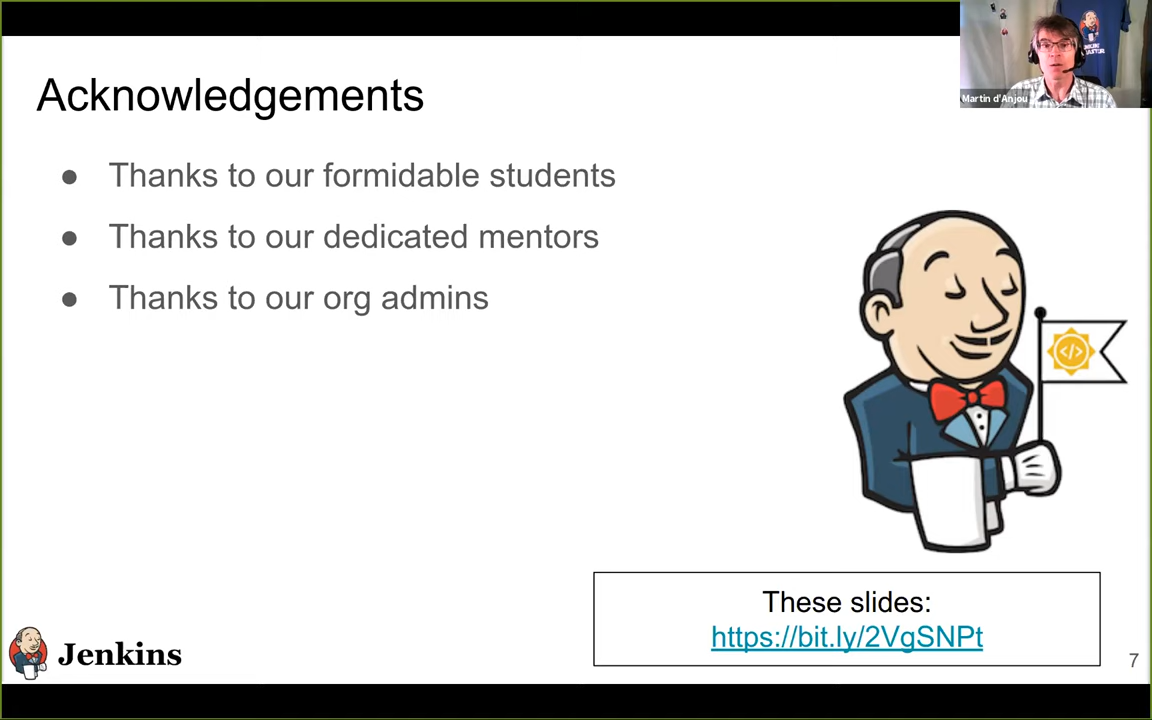 Acknowledgements
Martin d'Anjou
● Thanks to our formidable students
● Thanks to our dedicated mentors
● Thanks to our org admins
</>
These slides:
https://bit.ly/2VgSNPt
Jenkins
7